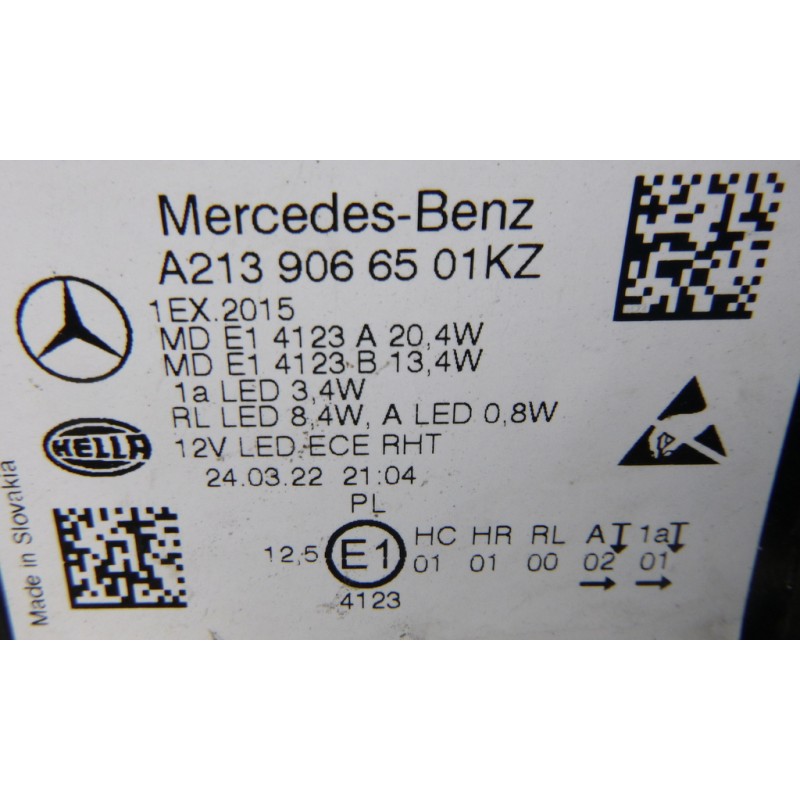 Mercedes-Benz
A213 906 65 01KZ
1EX.2015
MD E1 4123 A 20,4W
MD E1 4123 B 13,4W
1a LED 3,4W
RL LED 8,4W, A LED 0,8W
HELLA
12V LED ECE RHT
24.03.22 21:04
PL
12,5 E1 HC HR RL A 1a
01 01 00 02 01
4123
Made in Slovakia